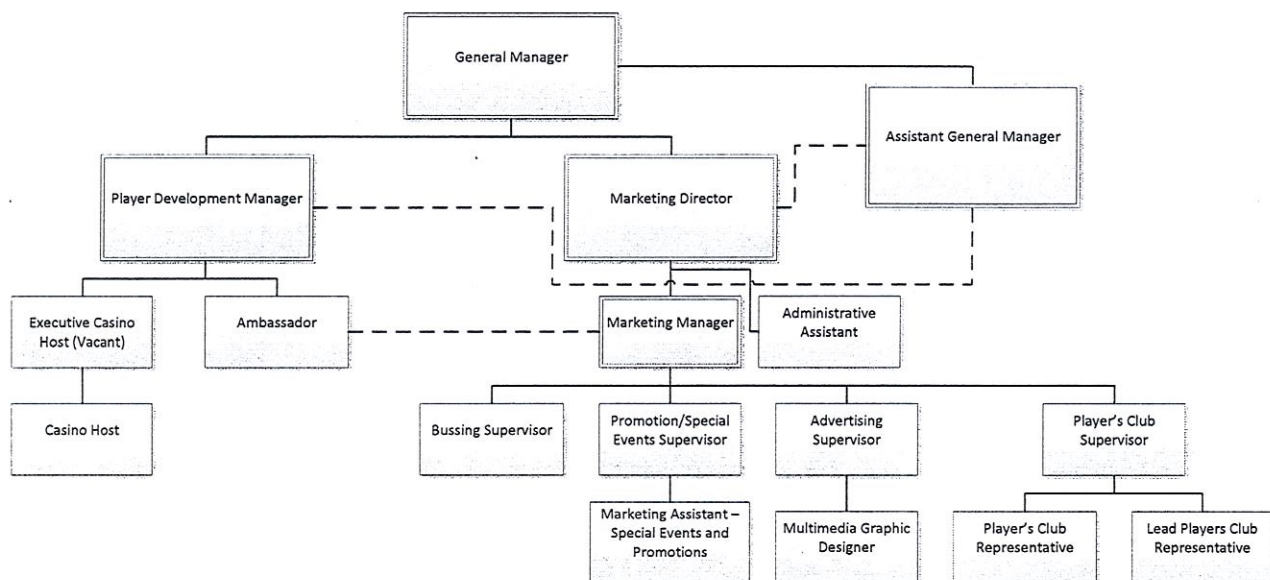 General Manager
Assistant General Manager
Player Development Manager
Marketing Director
Executive Casino
Host (Vacant)
Ambassador
Marketing Manager
Administrative
Assistant
Casino Host
Bussing Supervisor
Promotion/Special
Events Supervisor
Advertising
Supervisor
Player’s Club
Supervisor
Marketing Assistant –
Special Events and
Promotions
Multimedia Graphic
Designer
Player’s Club
Representative
Lead Players Club
Representative